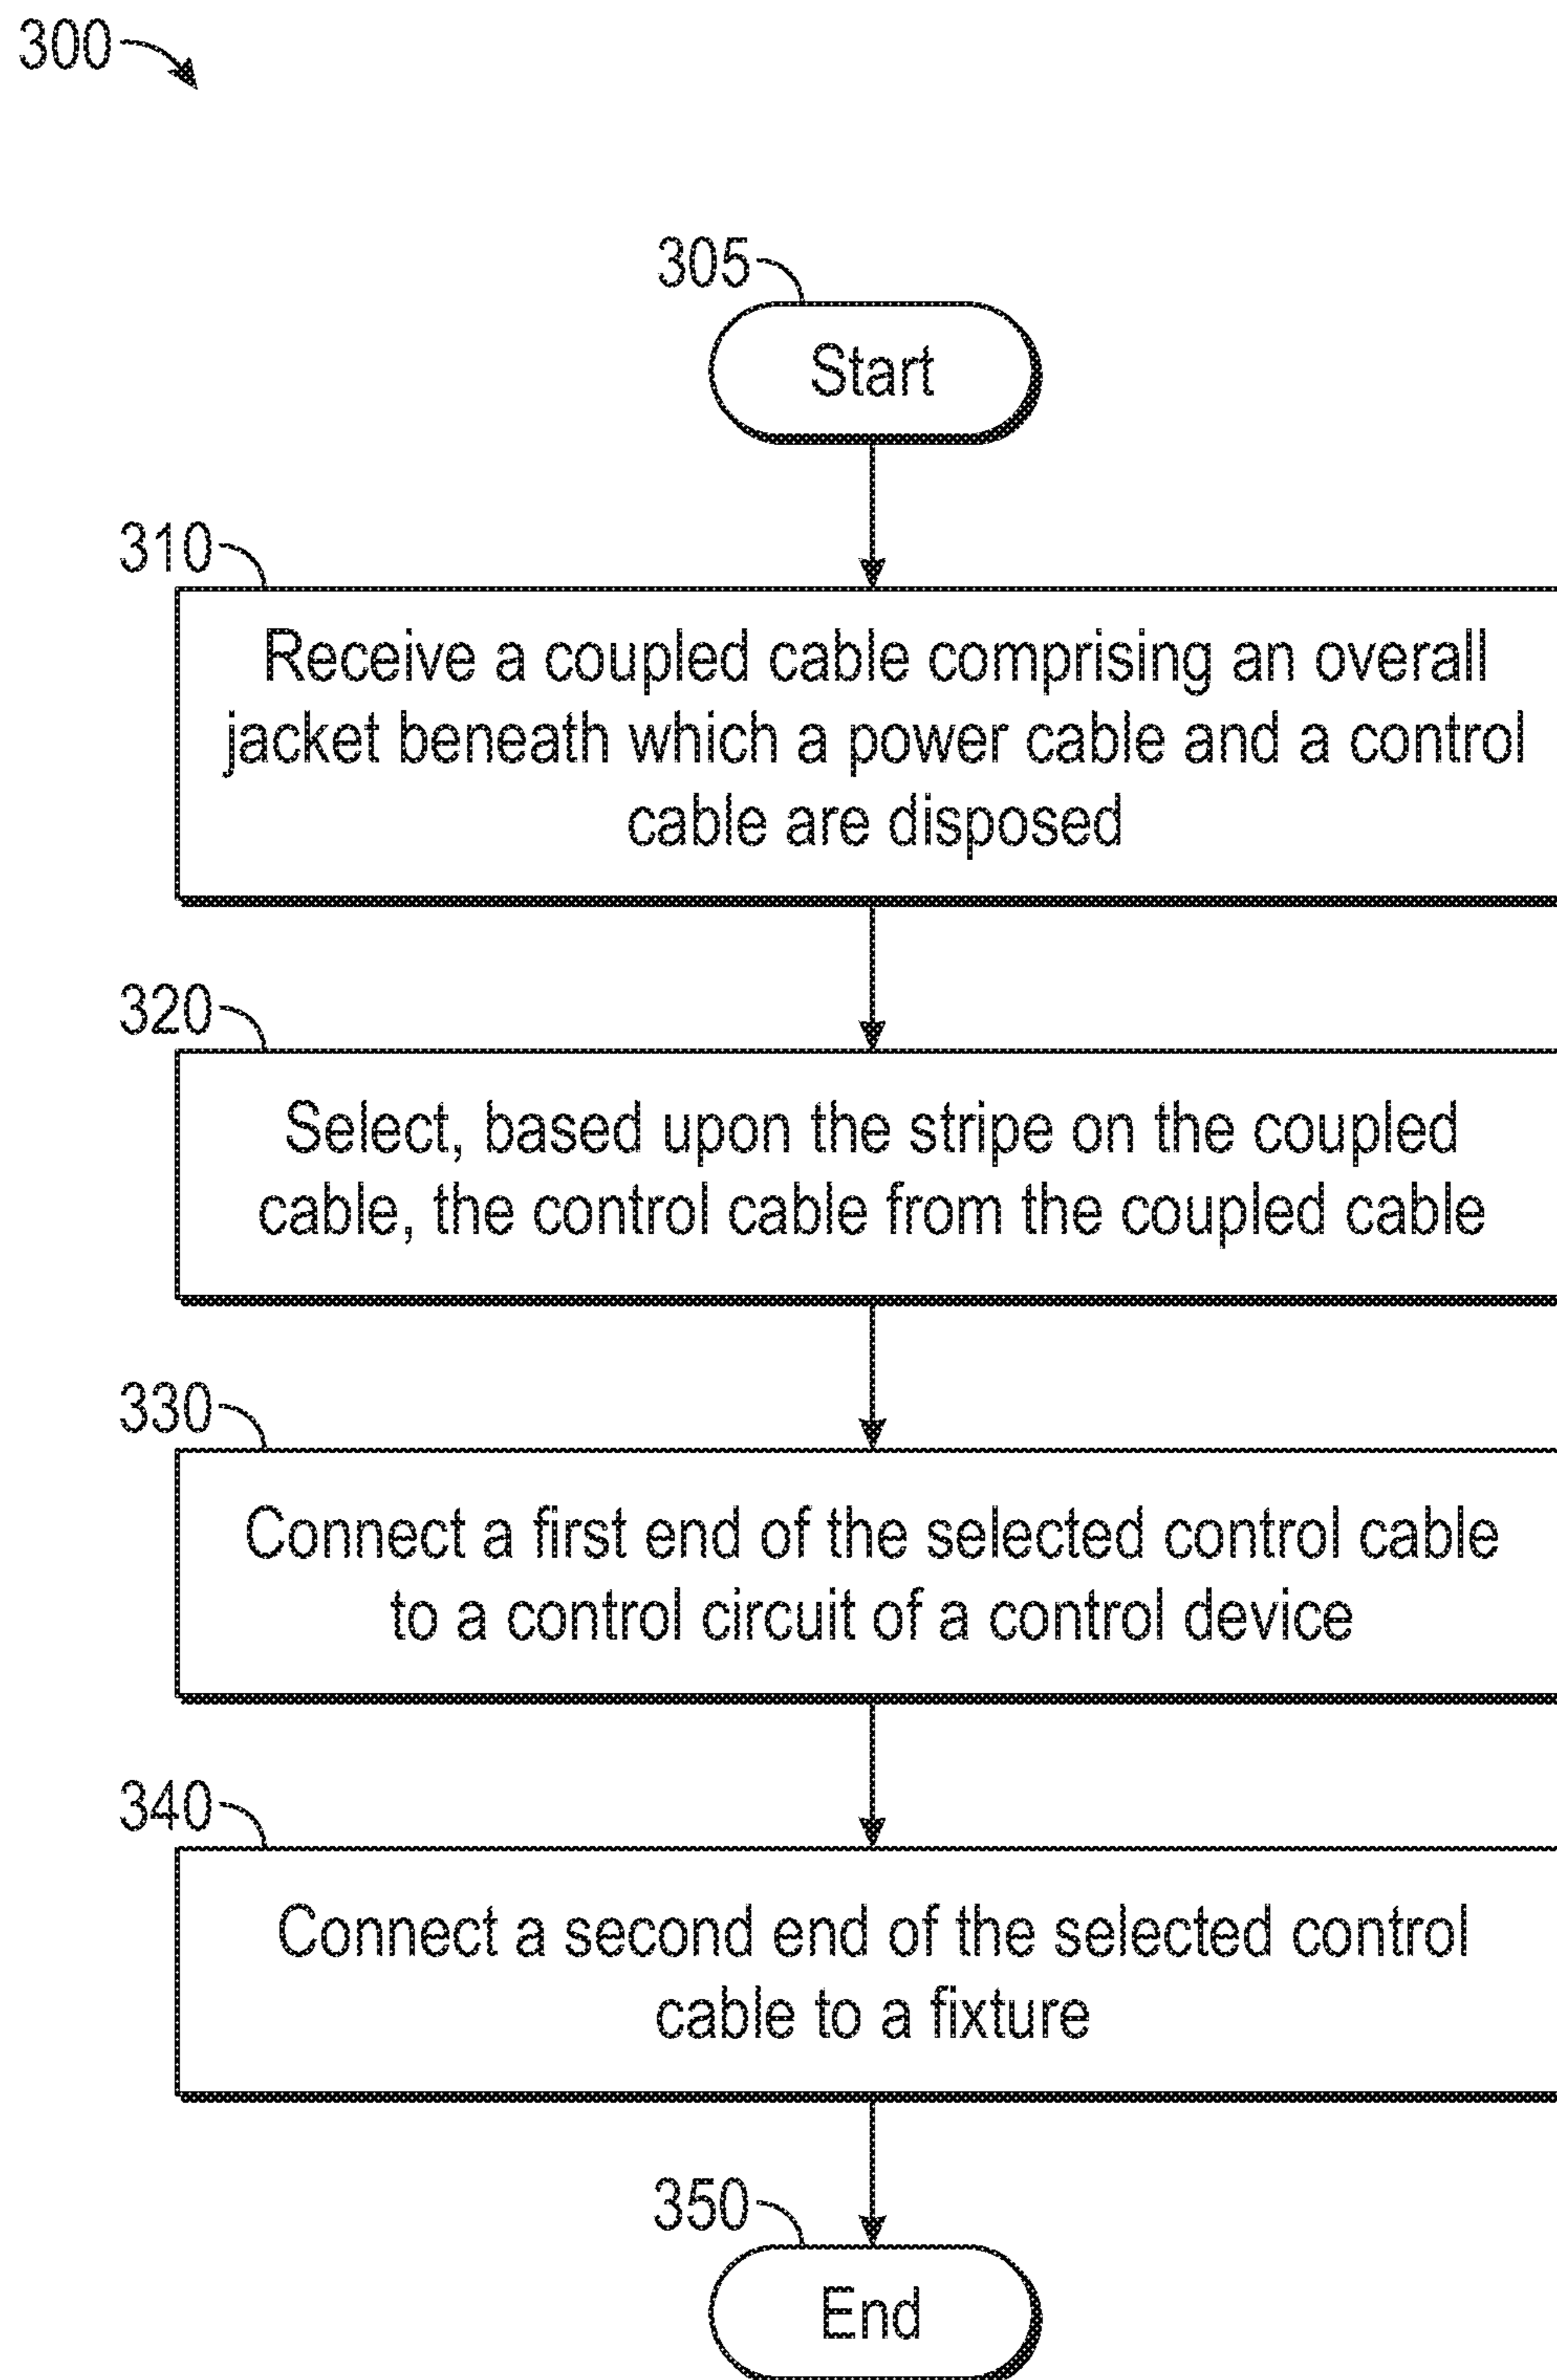 300
305
Start
310
Receive a coupled cable comprising an overall
jacket beneath which a power cable and a control
cable are disposed
320
Select, based upon the stripe on the coupled
cable, the control cable from the coupled cable
330
Connect a first end of the selected control cable
to a control circuit of a control device
340
Connect a second end of the selected control
cable to a fixture
350
End